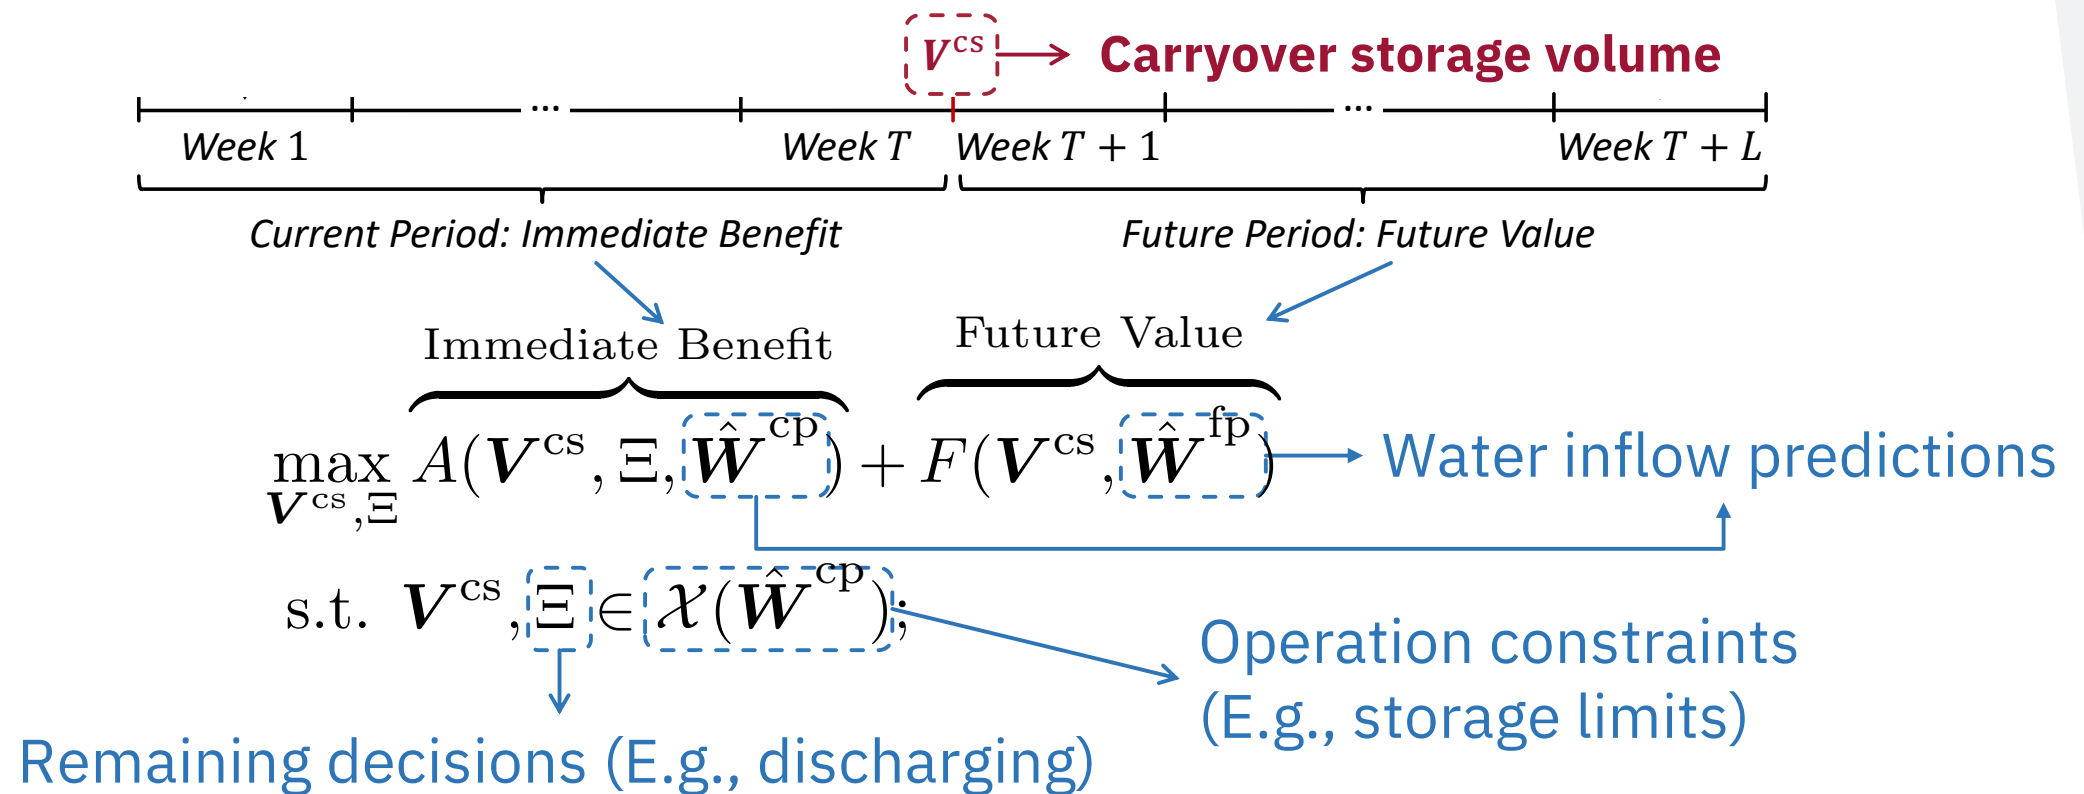 V^cs → Carryover storage volume
... ...
Week 1 Week T Week T + 1 Week T + L
Current Period: Immediate Benefit Future Period: Future Value
Immediate Benefit Future Value
max A(V^cs, Ξ, Ŵ^cp) + F(V^cs, Ŵ^fp) → Water inflow predictions
V^cs,Ξ
s.t. V^cs, Ξ ∈ 𝒳(Ŵ^cp);
Operation constraints
(E.g., storage limits)
Remaining decisions (E.g., discharging)